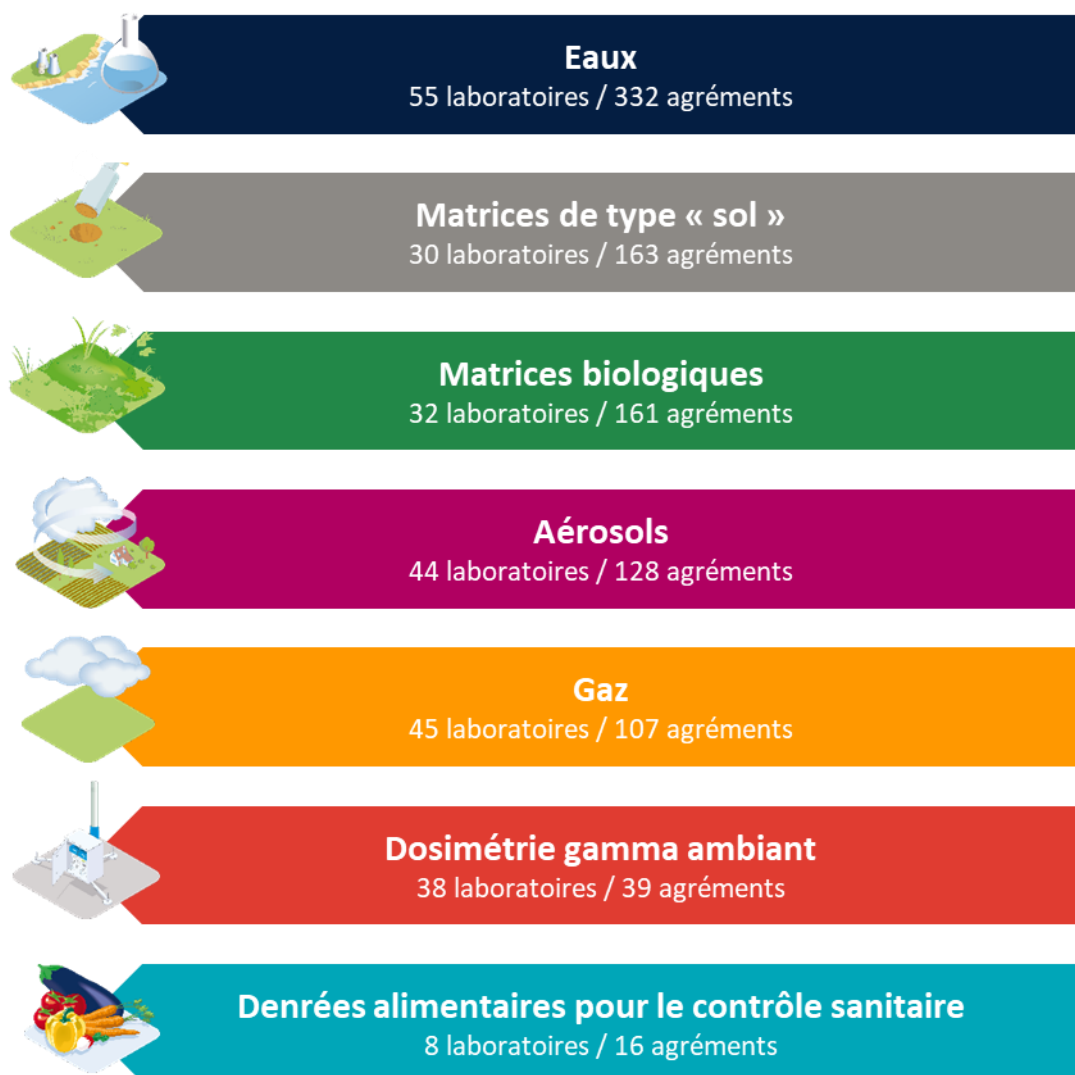 Eaux
55 laboratoires / 332 agréments
Matrices de type « sol »
30 laboratoires / 163 agréments
Matrices biologiques
32 laboratoires / 161 agréments
Aérosols
44 laboratoires / 128 agréments
Gaz
45 laboratoires / 107 agréments
Dosimétrie gamma ambiant
38 laboratoires / 39 agréments
Denrées alimentaires pour le contrôle sanitaire
8 laboratoires / 16 agréments